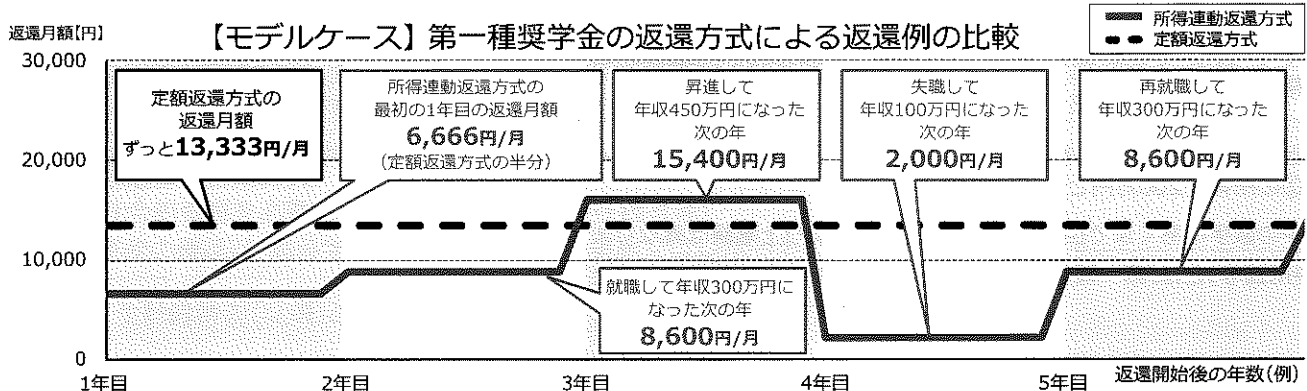 返還月額【円】
【モデルケース】第一種奨学金の返還方式による返還例の比較
所得連動返還方式
定額返還方式
30,000
20,000
10,000
0
定額返還方式の
返還月額
ずっと13,333円/月
所得連動返還方式の
最初の1年目の返還月額
6,666円/月
(定額返還方式の半分)
昇進して
年収450万円になった
次の年
15,400円/月
失職して
年収100万円になった
次の年
2,000円/月
再就職して
年収300万円になった
次の年
8,600円/月
就職して年収300万円に
なった次の年
8,600円/月
1年目
2年目
3年目
4年目
5年目
返還開始後の年数(例)